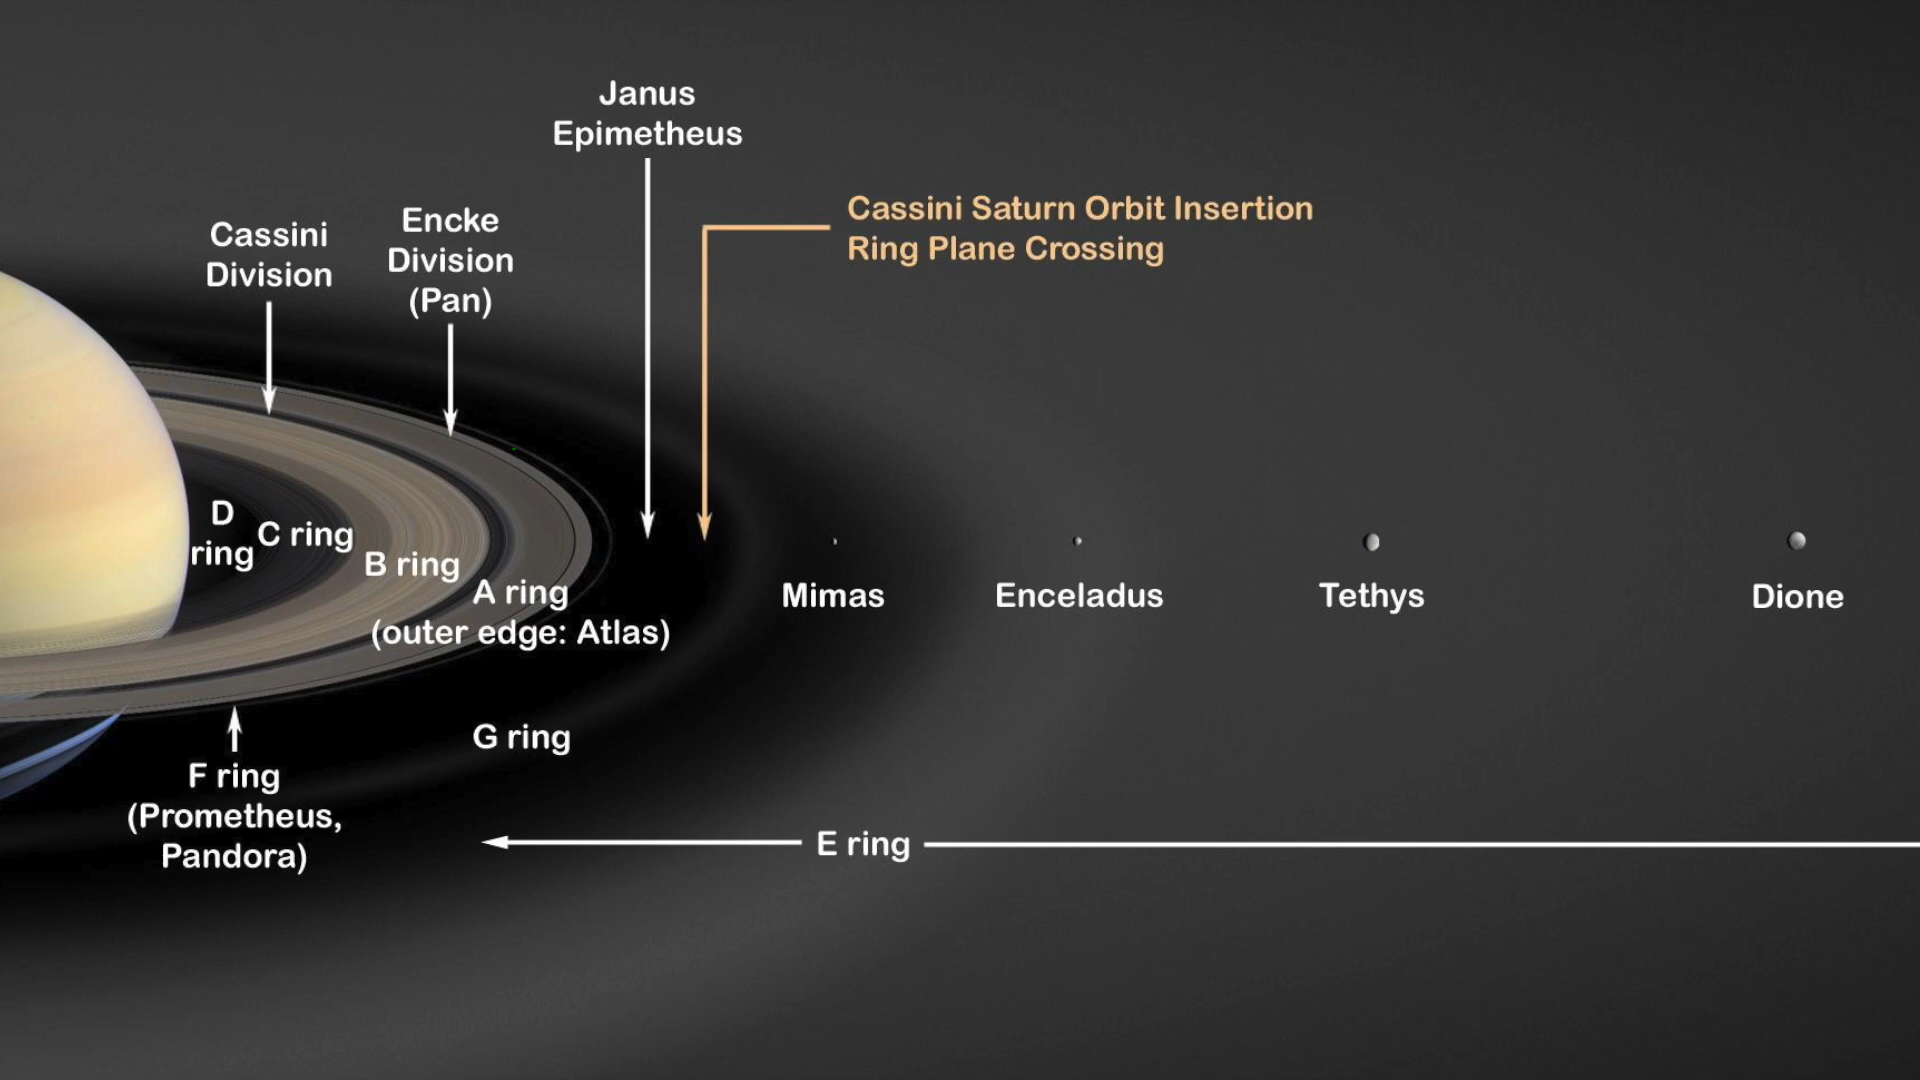 Janus
Epimetheus
Cassini Saturn Orbit Insertion
Ring Plane Crossing
Cassini
Division
Encke
Division
(Pan)
D
ring
C ring
B ring
A ring
(outer edge: Atlas)
Mimas
Enceladus
Tethys
Dione
G ring
F ring
(Prometheus,
Pandora)
E ring